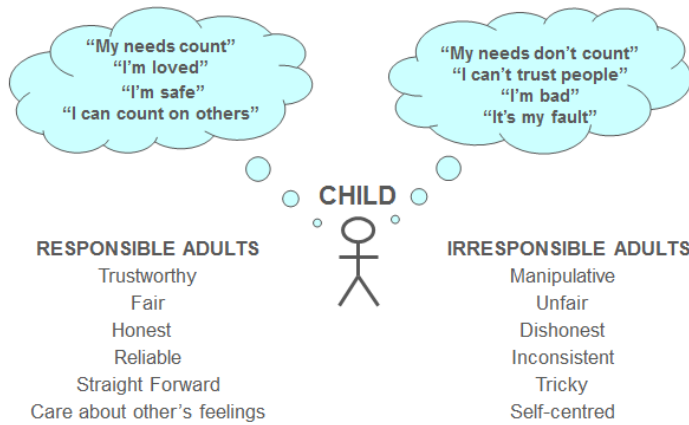 “My needs count”
“I’m loved”
“I’m safe”
“I can count on others”
“My needs don’t count”
“I can’t trust people”
“I’m bad”
“It’s my fault”
CHILD
RESPONSIBLE ADULTS
Trustworthy
Fair
Honest
Reliable
Straight Forward
Care about other’s feelings
IRRESPONSIBLE ADULTS
Manipulative
Unfair
Dishonest
Inconsistent
Tricky
Self-centred